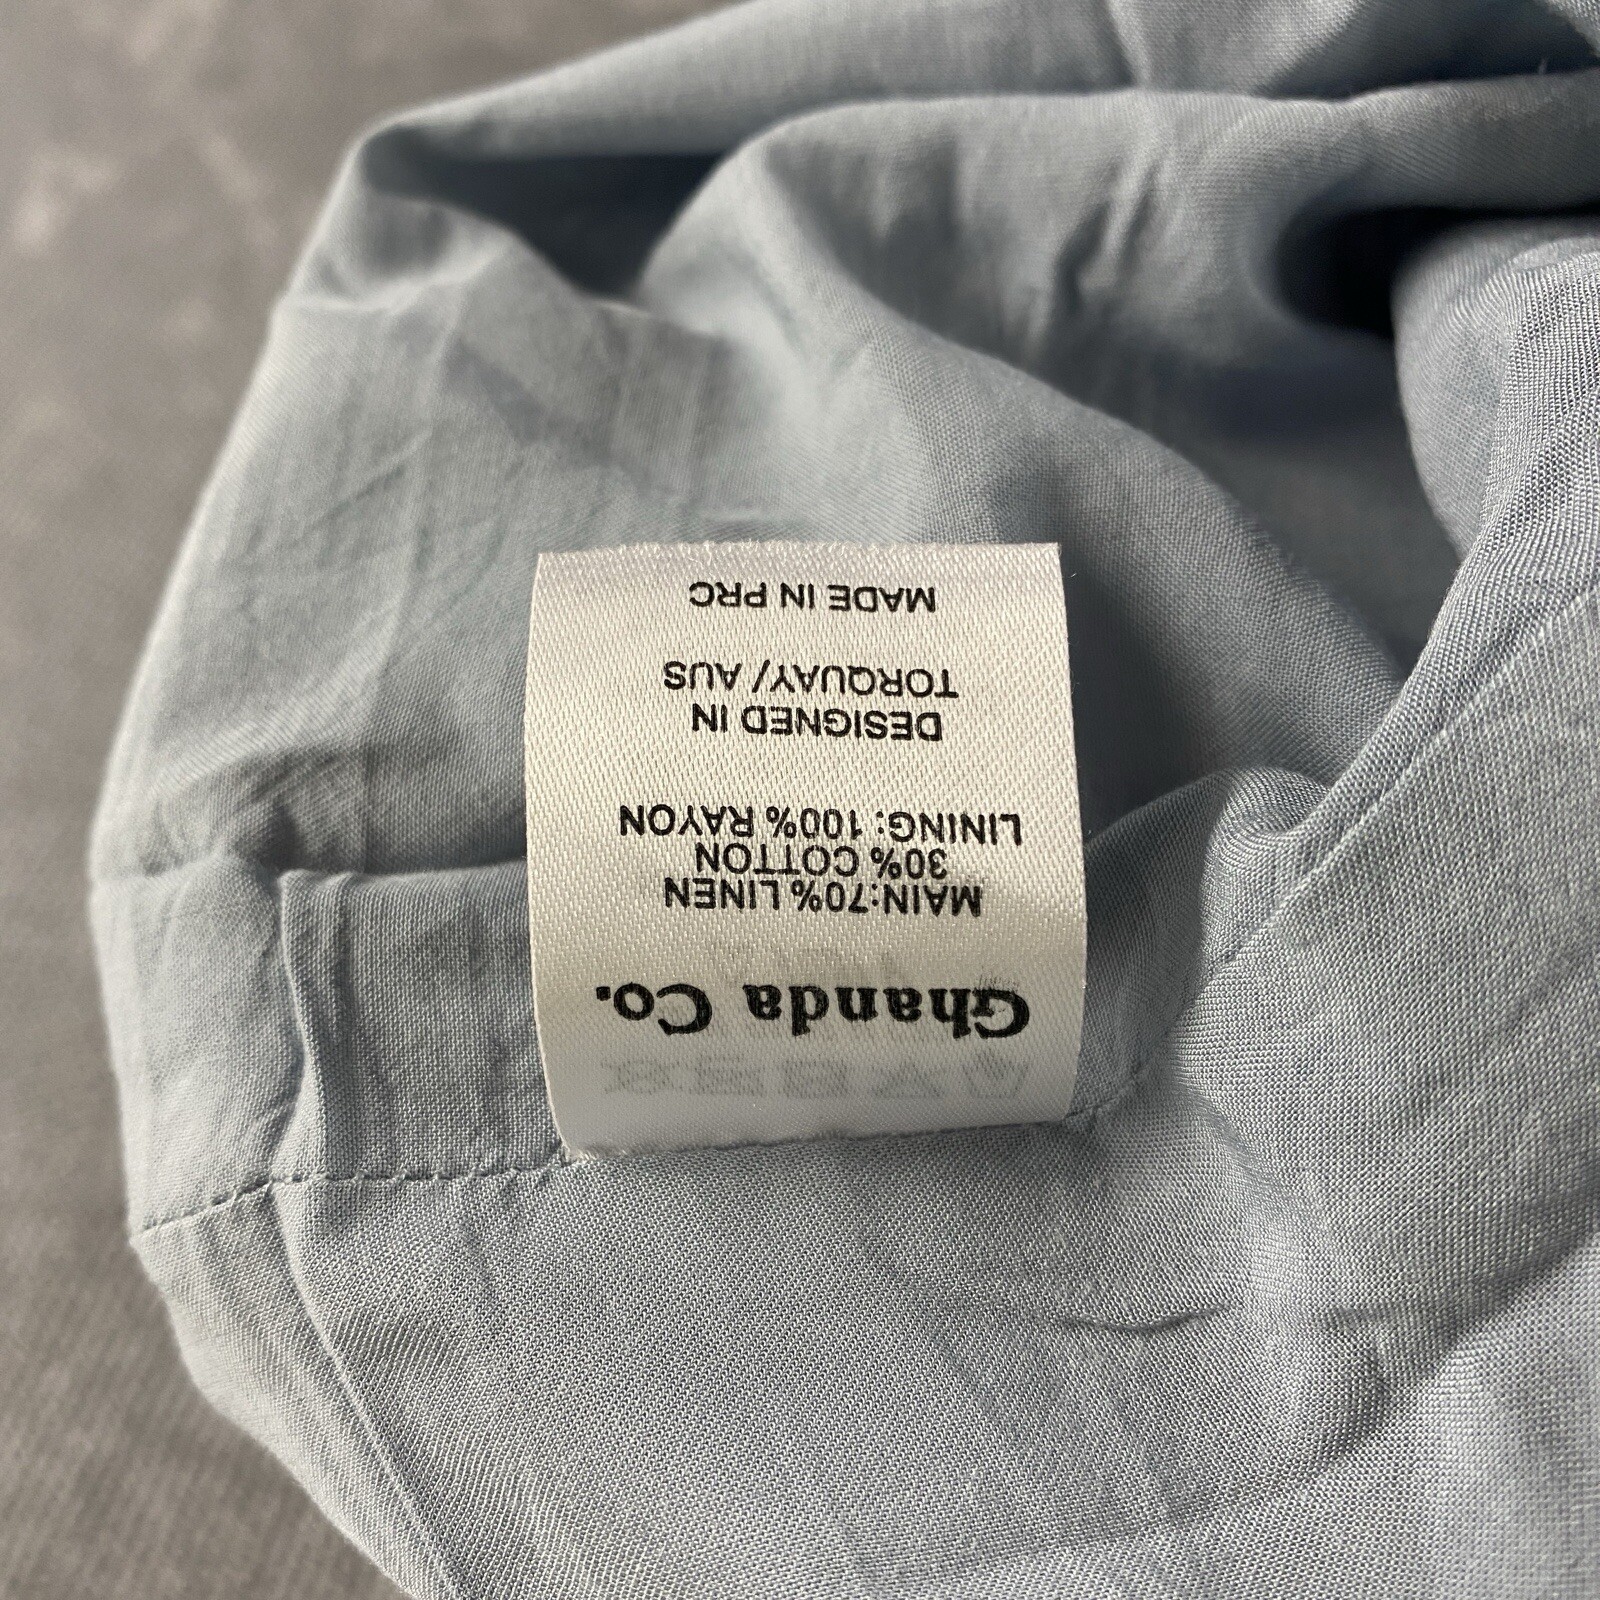 Ghanda Co.
MAIN:70%LINEN
30% COTTON
LINING: 100% RAYON
DESIGNED IN
TORQUAY/ AUS
MADE IN PRC